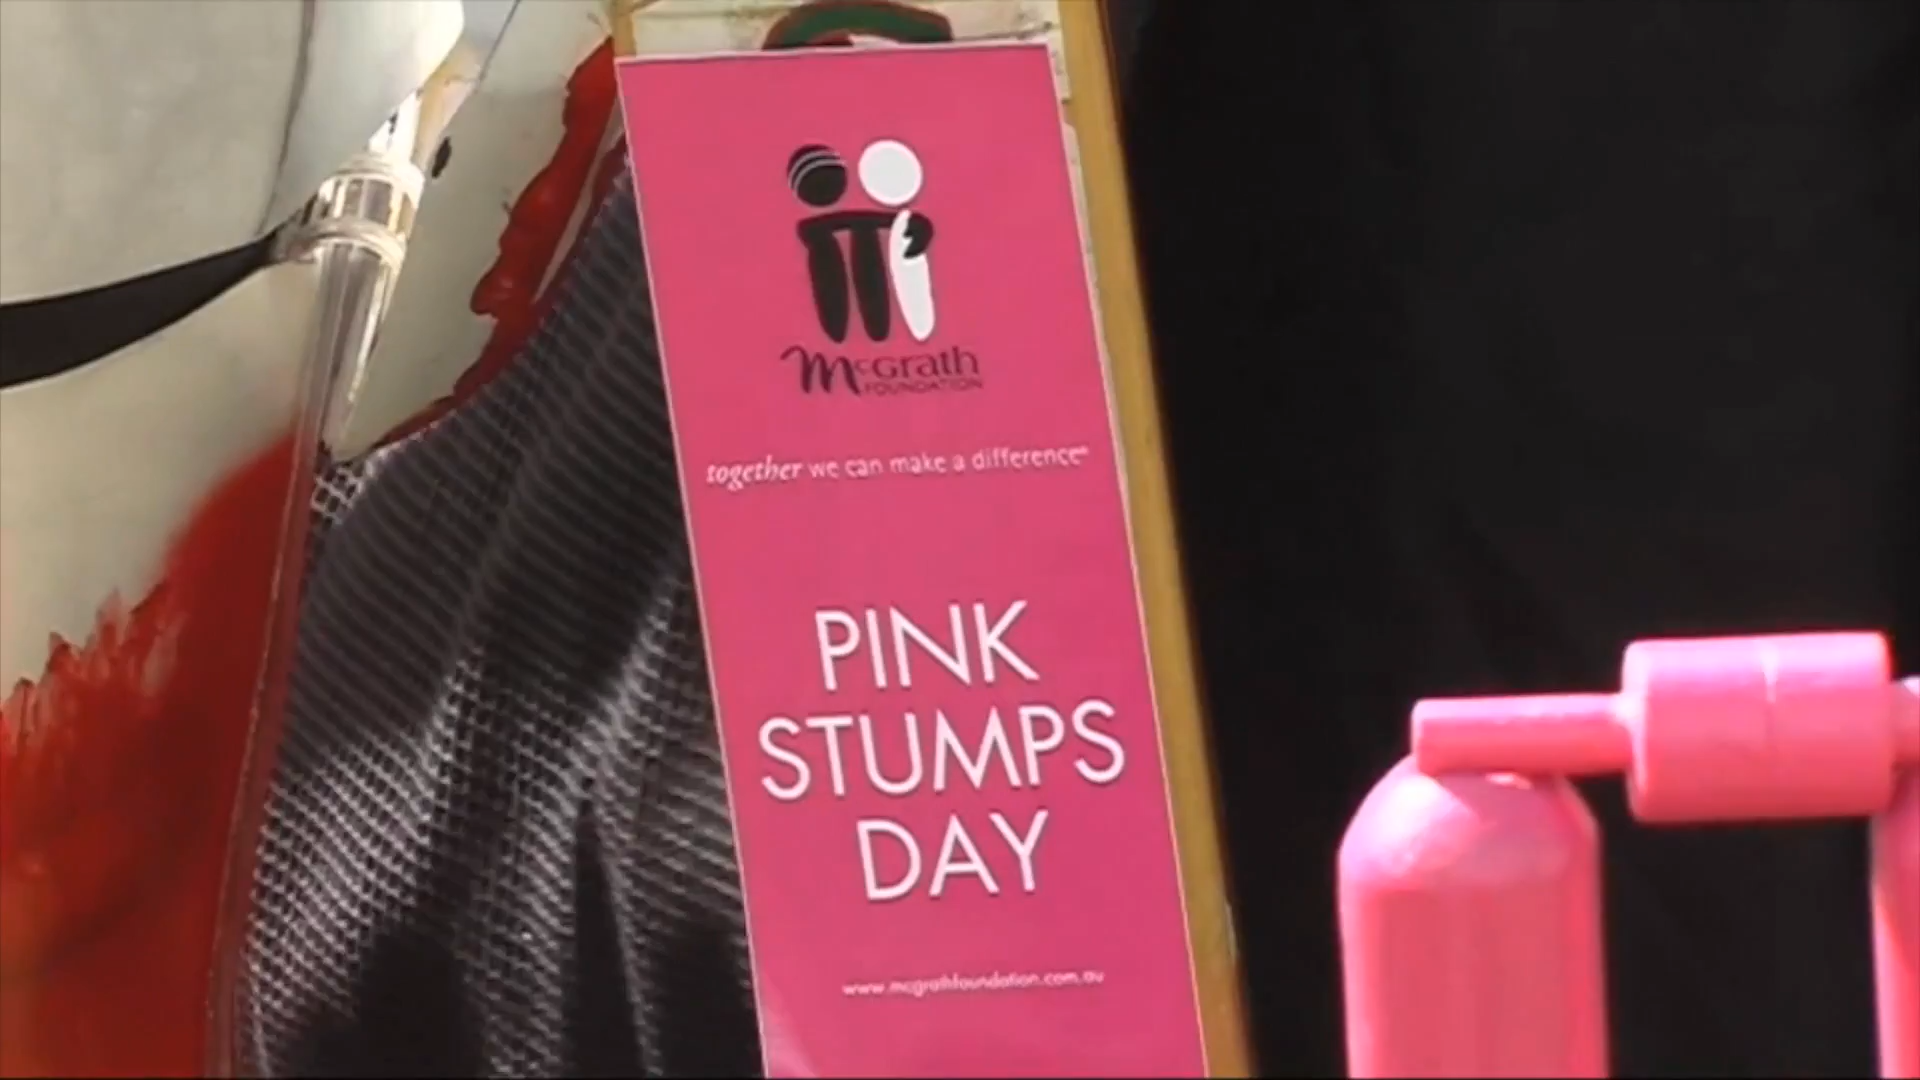 McGrath
FOUNDATION
together we can make a difference®
PINK
STUMPS
DAY
www.mcgrathfoundation.com.au